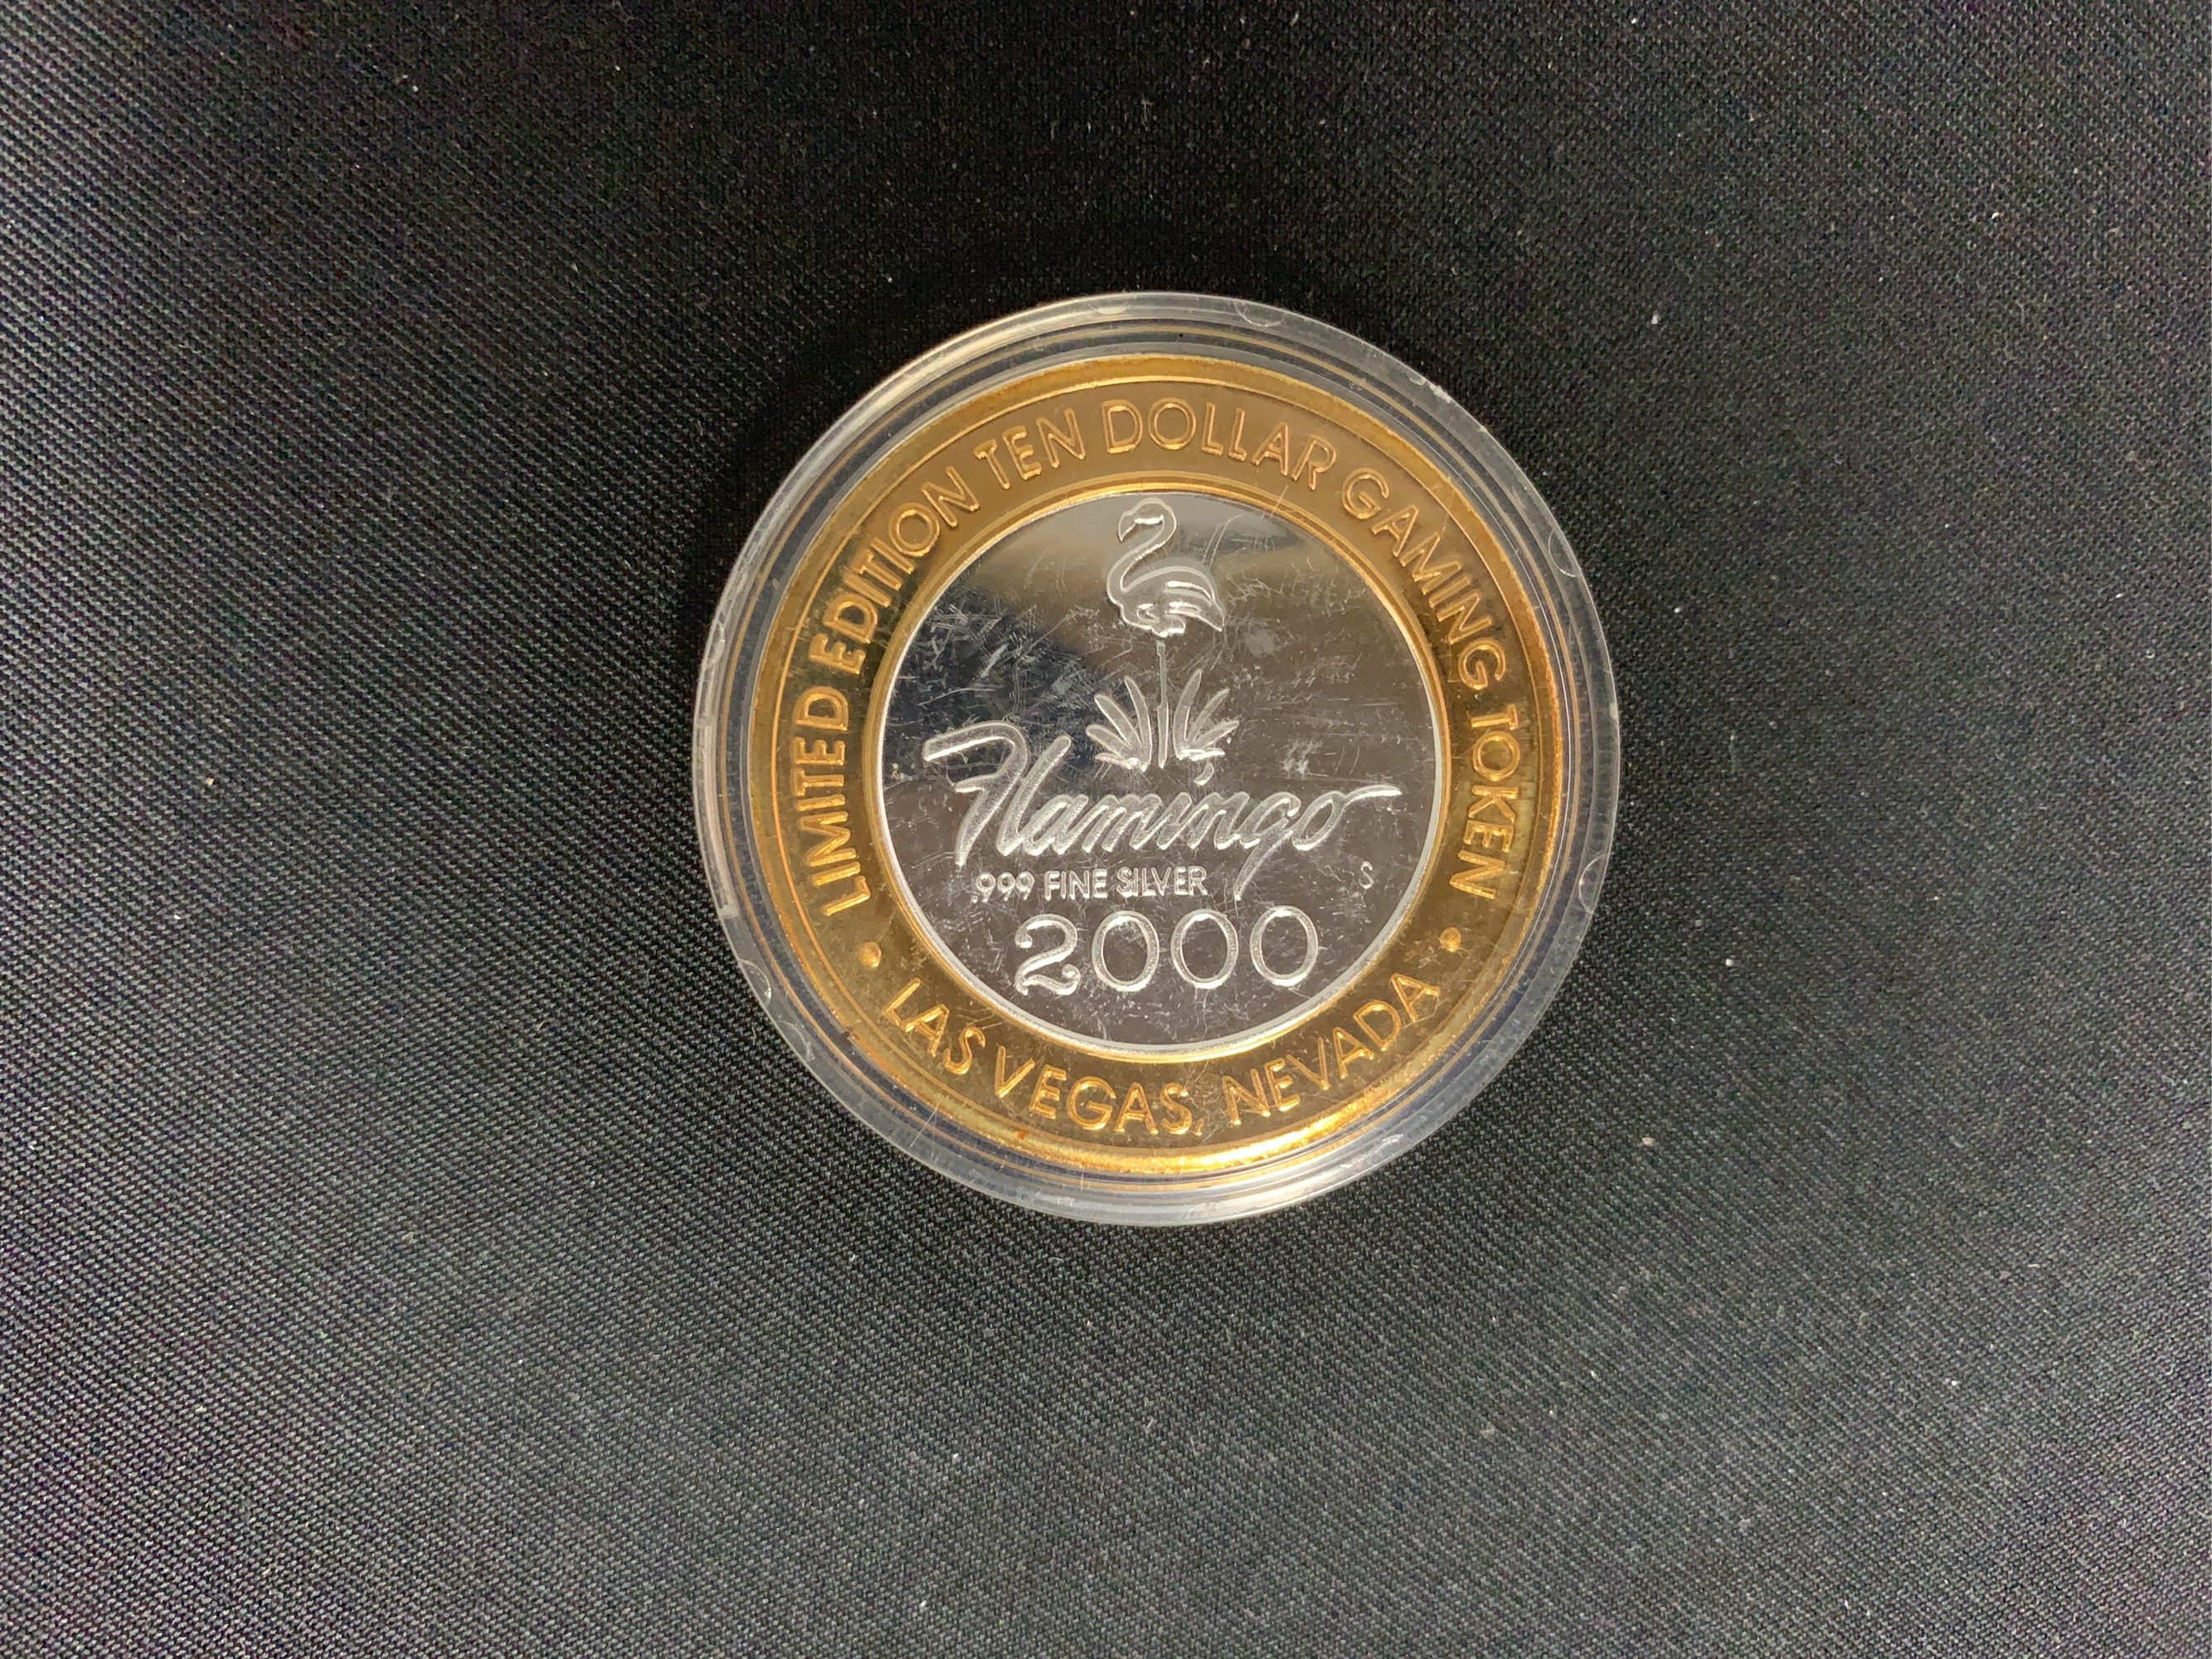 LIMITED EDITION TEN DOLLAR GAMING TOKEN
Flamingo
.999 FINE SILVER S
2000
• LAS VEGAS, NEVADA •